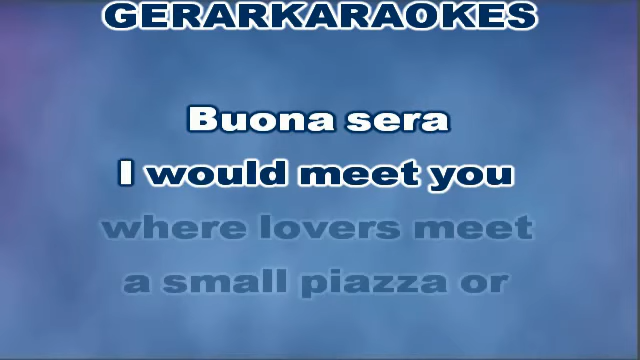 GERARKARAOKES
Buona sera
I would meet you
where lovers meet
a small piazza or